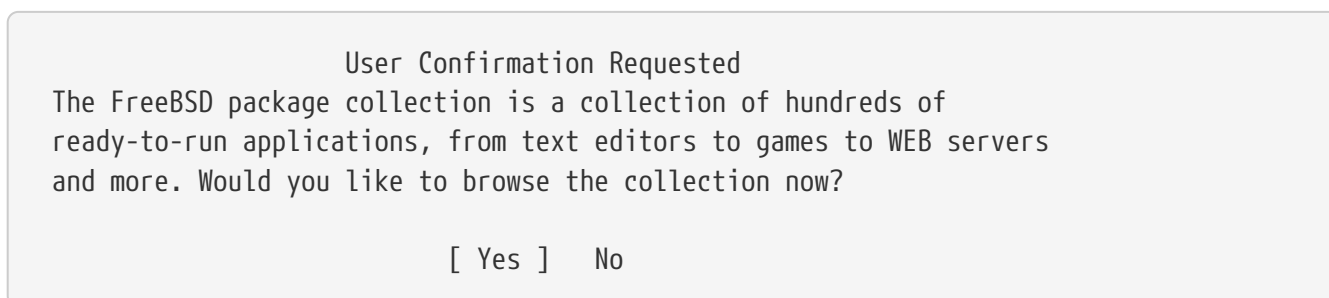 User Confirmation Requested
The FreeBSD package collection is a collection of hundreds of
ready-to-run applications, from text editors to games to WEB servers
and more. Would you like to browse the collection now?
[ Yes ] No